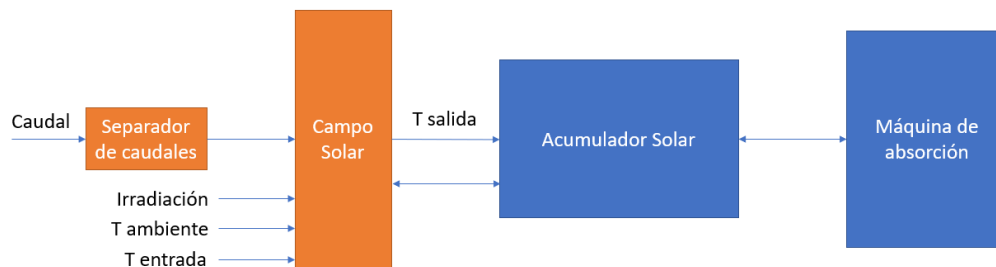 Caudal
Separador
de caudales
Campo
Solar
T salida
Acumulador Solar
Máquina de
absorción
Irradiación
T ambiente
T entrada